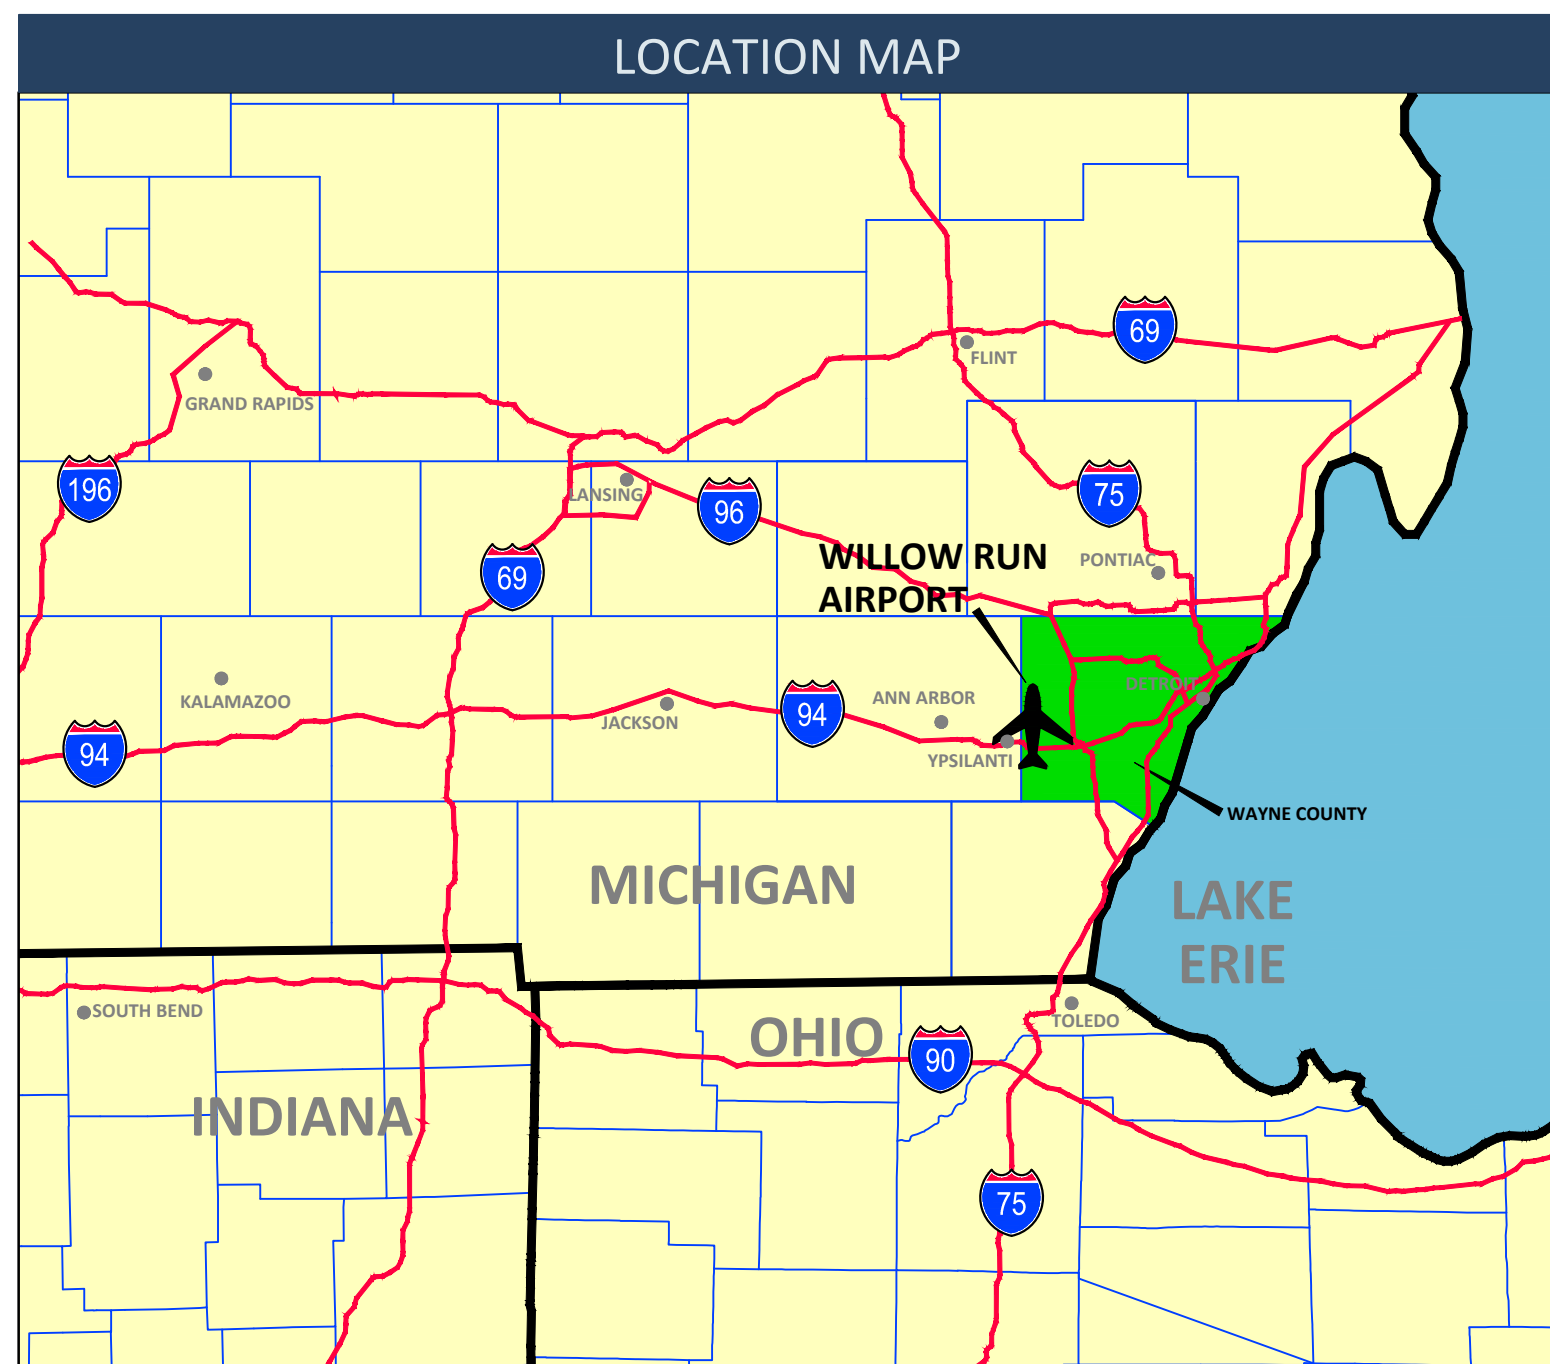 LOCATION MAP
69
FLINT
GRAND RAPIDS
196
LANSING
96
75
WILLOW RUN
AIRPORT
PONTIAC
69
KALAMAZOO
94
JACKSON
94
ANN ARBOR
YPSILANTI
DETROIT
WAYNE COUNTY
MICHIGAN
LAKE
ERIE
SOUTH BEND
OHIO
TOLEDO
90
INDIANA
75